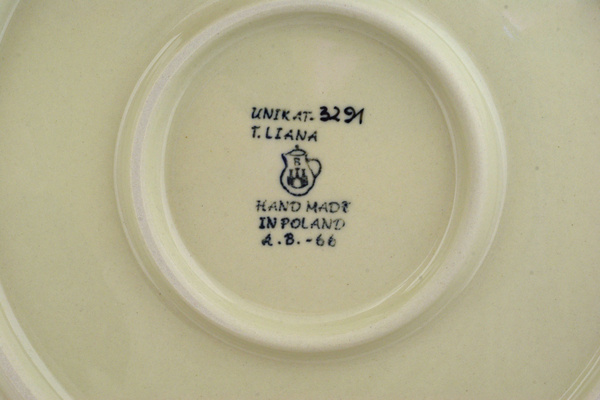 UNIKAT- 3291
T. LIANA
B
HAND MADE
IN POLAND
A.B.-66